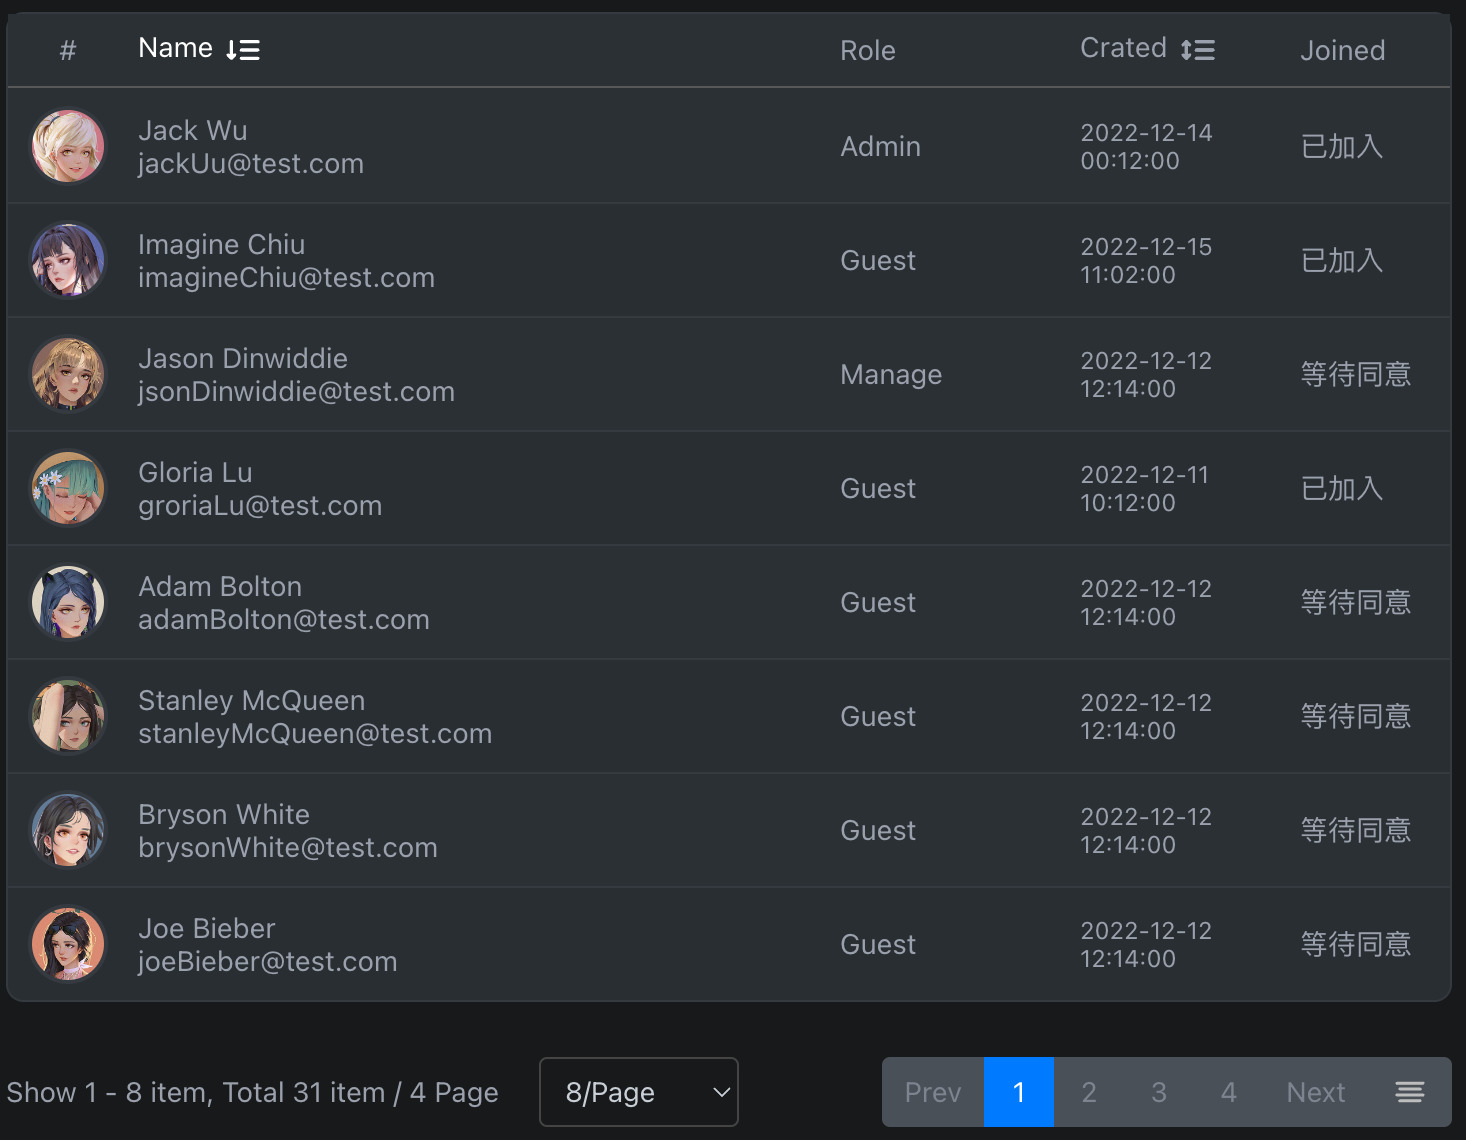 # Name Role Crated Joined
Jack Wu
jackUu@test.com
Admin
2022-12-14
00:12:00
已加入
Imagine Chiu
imagineChiu@test.com
Guest
2022-12-15
11:02:00
已加入
Jason Dinwiddie
jsonDinwiddie@test.com
Manage
2022-12-12
12:14:00
等待同意
Gloria Lu
groriaLu@test.com
Guest
2022-12-11
10:12:00
已加入
Adam Bolton
adamBolton@test.com
Guest
2022-12-12
12:14:00
等待同意
Stanley McQueen
stanleyMcQueen@test.com
Guest
2022-12-12
12:14:00
等待同意
Bryson White
brysonWhite@test.com
Guest
2022-12-12
12:14:00
等待同意
Joe Bieber
joeBieber@test.com
Guest
2022-12-12
12:14:00
等待同意
Show 1 - 8 item, Total 31 item / 4 Page 8/Page Prev 1 2 3 4 Next